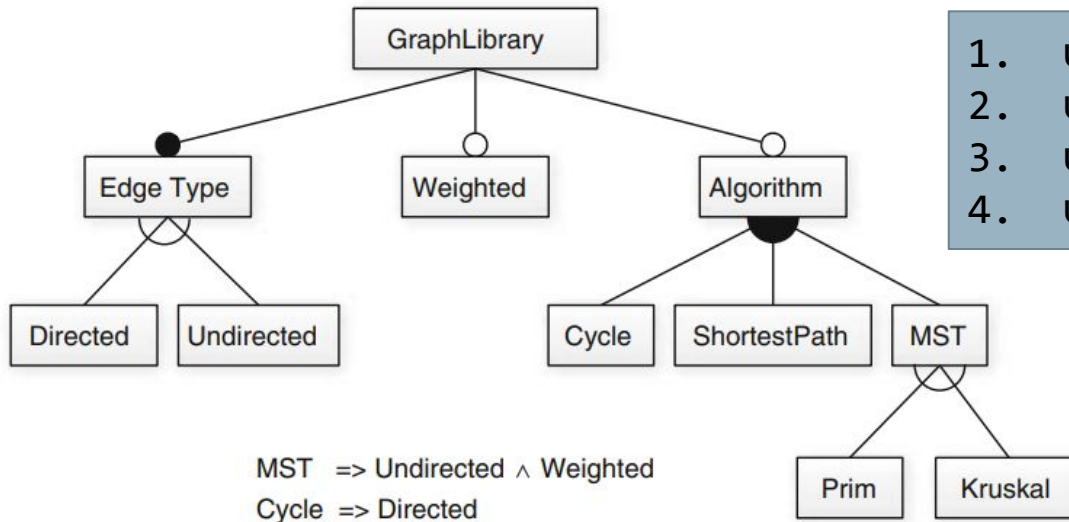 GraphLibrary
1.
2.
3.
4.
Edge Type
Weighted
Algorithm
Directed
Undirected
Cycle
ShortestPath
MST
MST => Undirected ∧ Weighted
Cycle => Directed
Prim
Kruskal